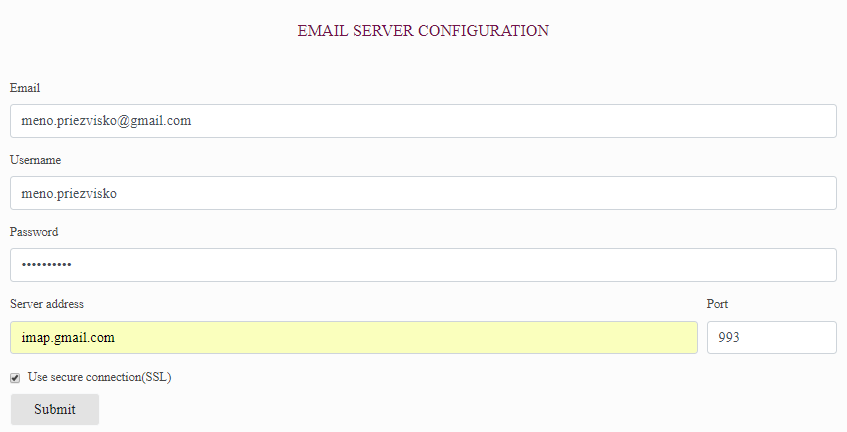 EMAIL SERVER CONFIGURATION
Email
meno.priezvisko@gmail.com
Username
meno.priezvisko
Password
••••••••••
Server address Port
imap.gmail.com 993
Use secure connection(SSL)
Submit